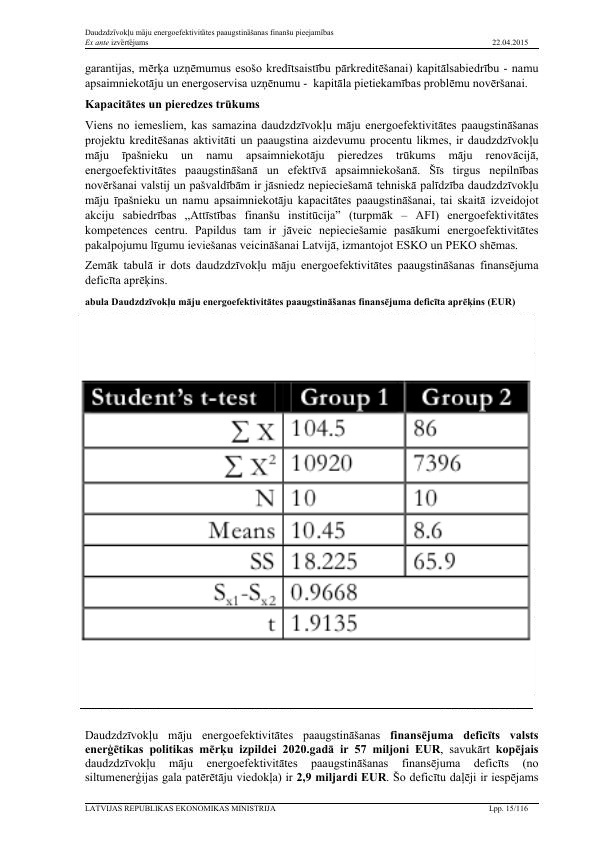 Daudzdzīvokļu māju energoefektivitātes paaugstināšanas finanšu pieejamības
Ex ante izvērtējums 22.04.2015
garantijas, mērķa uzņēmumus esošo kredītsaistību pārkreditēšanai) kapitālsabiedrību - namu
apsaimniekotāju un energoservisa uzņēnumu - kapitāla pietiekamības problēmu novēršanai.
Kapacitātes un pieredzes trūkums
Viens no iemesliem, kas samazina daudzdzīvokļu māju energoefektivitātes paaugstināšanas
projektu kreditēšanas aktivitāti un paaugstina aizdevumu procentu likmes, ir daudzdzīvokļu
māju īpašnieku un namu apsaimniekotāju pieredzes trūkums māju renovācijā,
energoefektivitātes paaugstināšanā un efektīvā apsaimniekošanā. Šīs tirgus nepilnības
novēršanai valstij un pašvaldībām ir jāsniedz nepieciešamā tehniskā palīdzība daudzdzīvokļu
māju īpašnieku un namu apsaimniekotāju kapacitātes paaugstināšanai, tai skaitā izveidojot
akciju sabiedrības „Attīstības finanšu institūcija” (turpmāk – AFI) energoefektivitātes
kompetences centru. Papildus tam ir jāveic nepieciešamie pasākumi energoefektivitātes
pakalpojumu līgumu ieviešanas veicināšanai Latvijā, izmantojot ESKO un PEKO shēmas.
Zemāk tabulā ir dots daudzdzīvokļu māju energoefektivitātes paaugstināšanas finansējuma
deficīta aprēķins.
abula Daudzdzīvokļu māju energoefektivitātes paaugstināšanas finansējuma deficīta aprēķins (EUR)
Student's t-test Group 1 Group 2
∑ X 104.5 86
∑ X² 10920 7396
N 10 10
Means 10.45 8.6
SS 18.225 65.9
Sx1-Sx2 0.9668
t 1.9135
Daudzdzīvokļu māju energoefektivitātes paaugstināšanas finansējuma deficīts valsts
enerģētikas politikas mērķu izpildei 2020.gadā ir 57 miljoni EUR, savukārt kopējais
daudzdzīvokļu māju energoefektivitātes paaugstināšanas finansējuma deficīts (no
siltumenerģijas gala patērētāju viedokļa) ir 2,9 miljardi EUR. Šo deficītu daļēji ir iespējams
LATVIJAS REPUBLIKAS EKONOMIKAS MINISTRIJA Lpp. 15/116